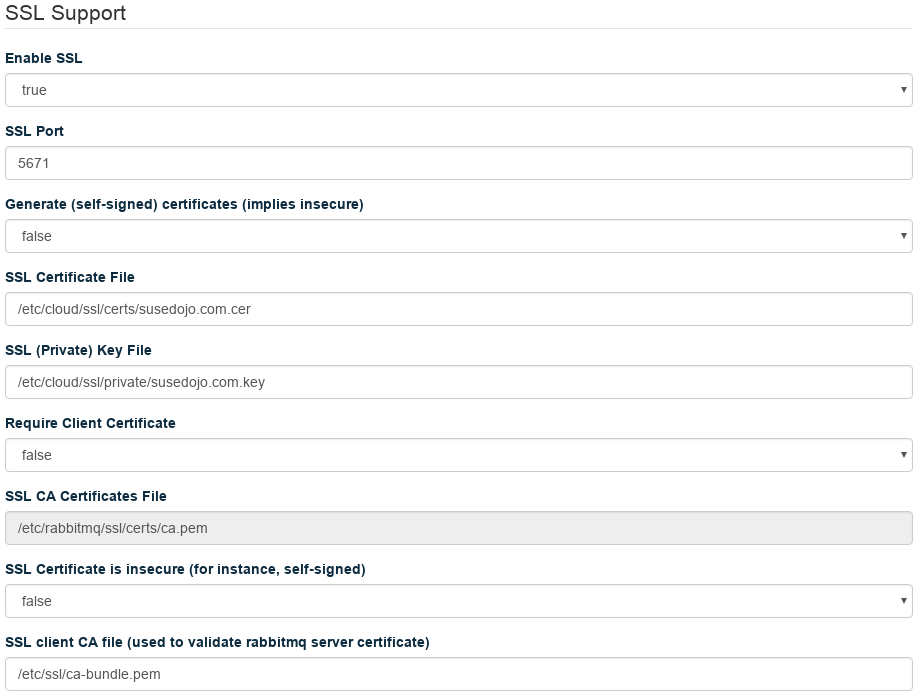 SSL Support
Enable SSL
true
SSL Port
5671
Generate (self-signed) certificates (implies insecure)
false
SSL Certificate File
/etc/cloud/ssl/certs/susedojo.com.cer
SSL (Private) Key File
/etc/cloud/ssl/private/susedojo.com.key
Require Client Certificate
false
SSL CA Certificates File
/etc/rabbitmq/ssl/certs/ca.pem
SSL Certificate is insecure (for instance, self-signed)
false
SSL client CA file (used to validate rabbitmq server certificate)
/etc/ssl/ca-bundle.pem